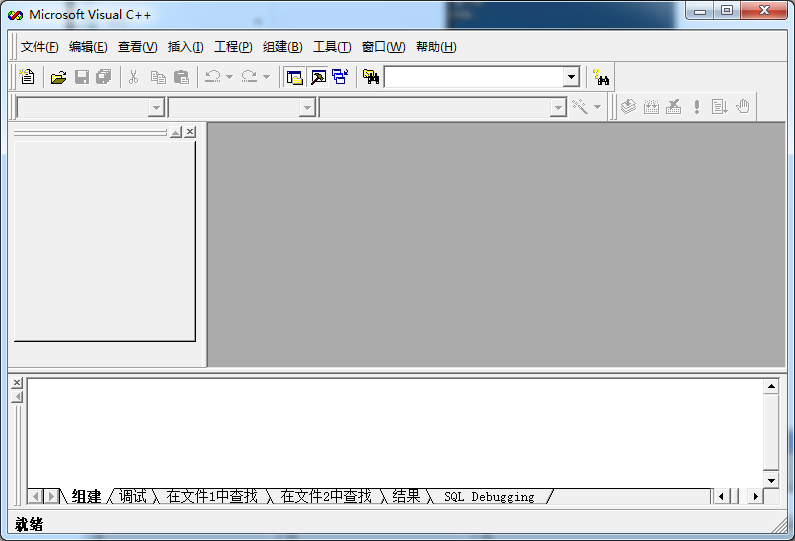 Microsoft Visual C++
文件(F) 编辑(E) 查看(V) 插入(I) 工程(P) 组建(B) 工具(T) 窗口(W) 帮助(H)
组建 调试 在文件1中查找 在文件2中查找 结果 SQL Debugging
就绪